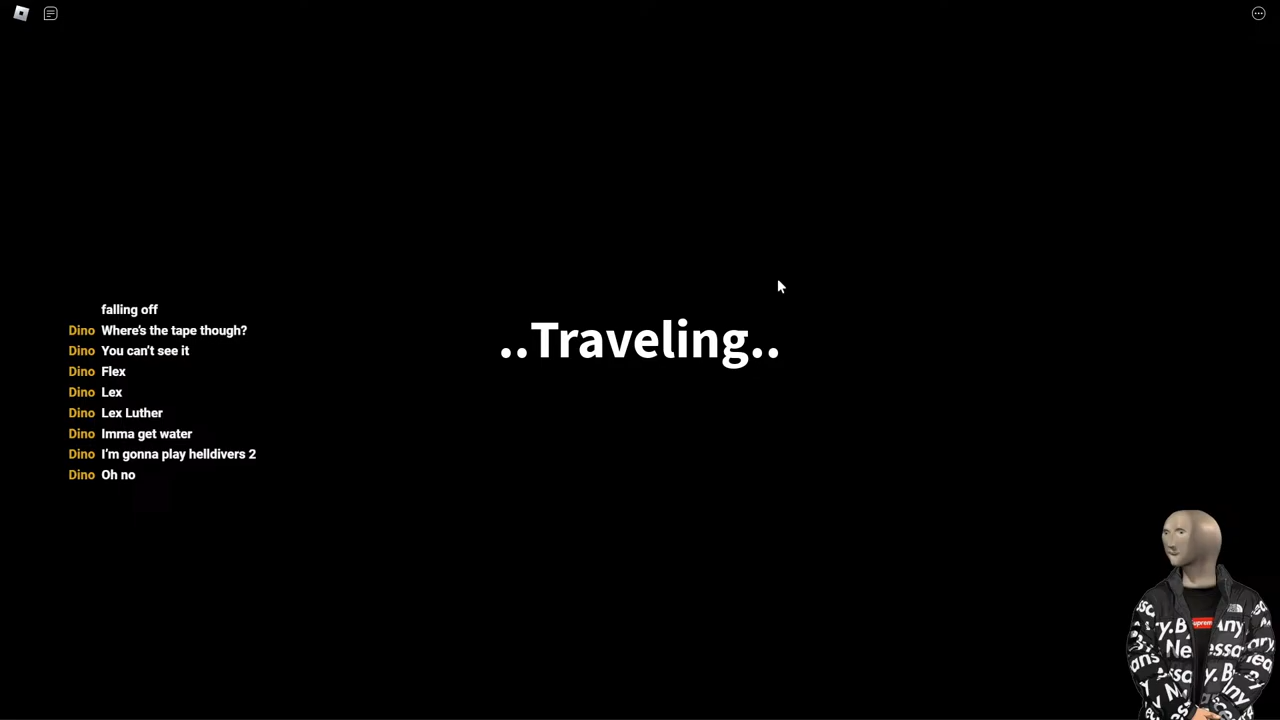 falling off
Dino Where's the tape though?
Dino You can't see it
Dino Flex
Dino Lex
Dino Lex Luther
Dino Imma get water
Dino I'm gonna play helldivers 2
Dino Oh no
..Traveling..